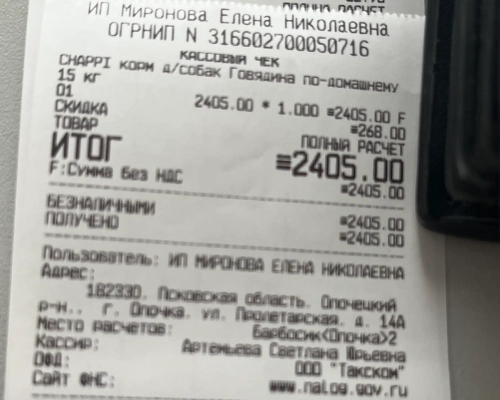 ИП Миронова Елена Николаевна
ОГРНИП N 316602700050716
КАССОВЫЙ ЧЕК
CHAPPI корм д/собак Говядина по-домашнему
15 кг
01 2405.00 * 1.000 ≡2405.00 F
СКИДКА ≡268.00
ТОВАР ПОЛНЫЙ РАСЧЕТ
ИТОГ ≡2405.00
F:Сумма без НДС ≡2405.00
БЕЗНАЛИЧНЫМИ ≡2405.00
ПОЛУЧЕНО ≡2405.00
Пользователь: ИП МИРОНОВА ЕЛЕНА НИКОЛАЕВНА
Адрес:
182330, Псковская область, Опочецкий
р-н., г. Опочка, ул. Пролетарская, д. 14А
Место расчетов: Барбосик<Опочка>2
Кассир: Артемьева Светлана Юрьевна
ОФД: ООО "Такском"
Сайт ФНС: www.nalog.gov.ru